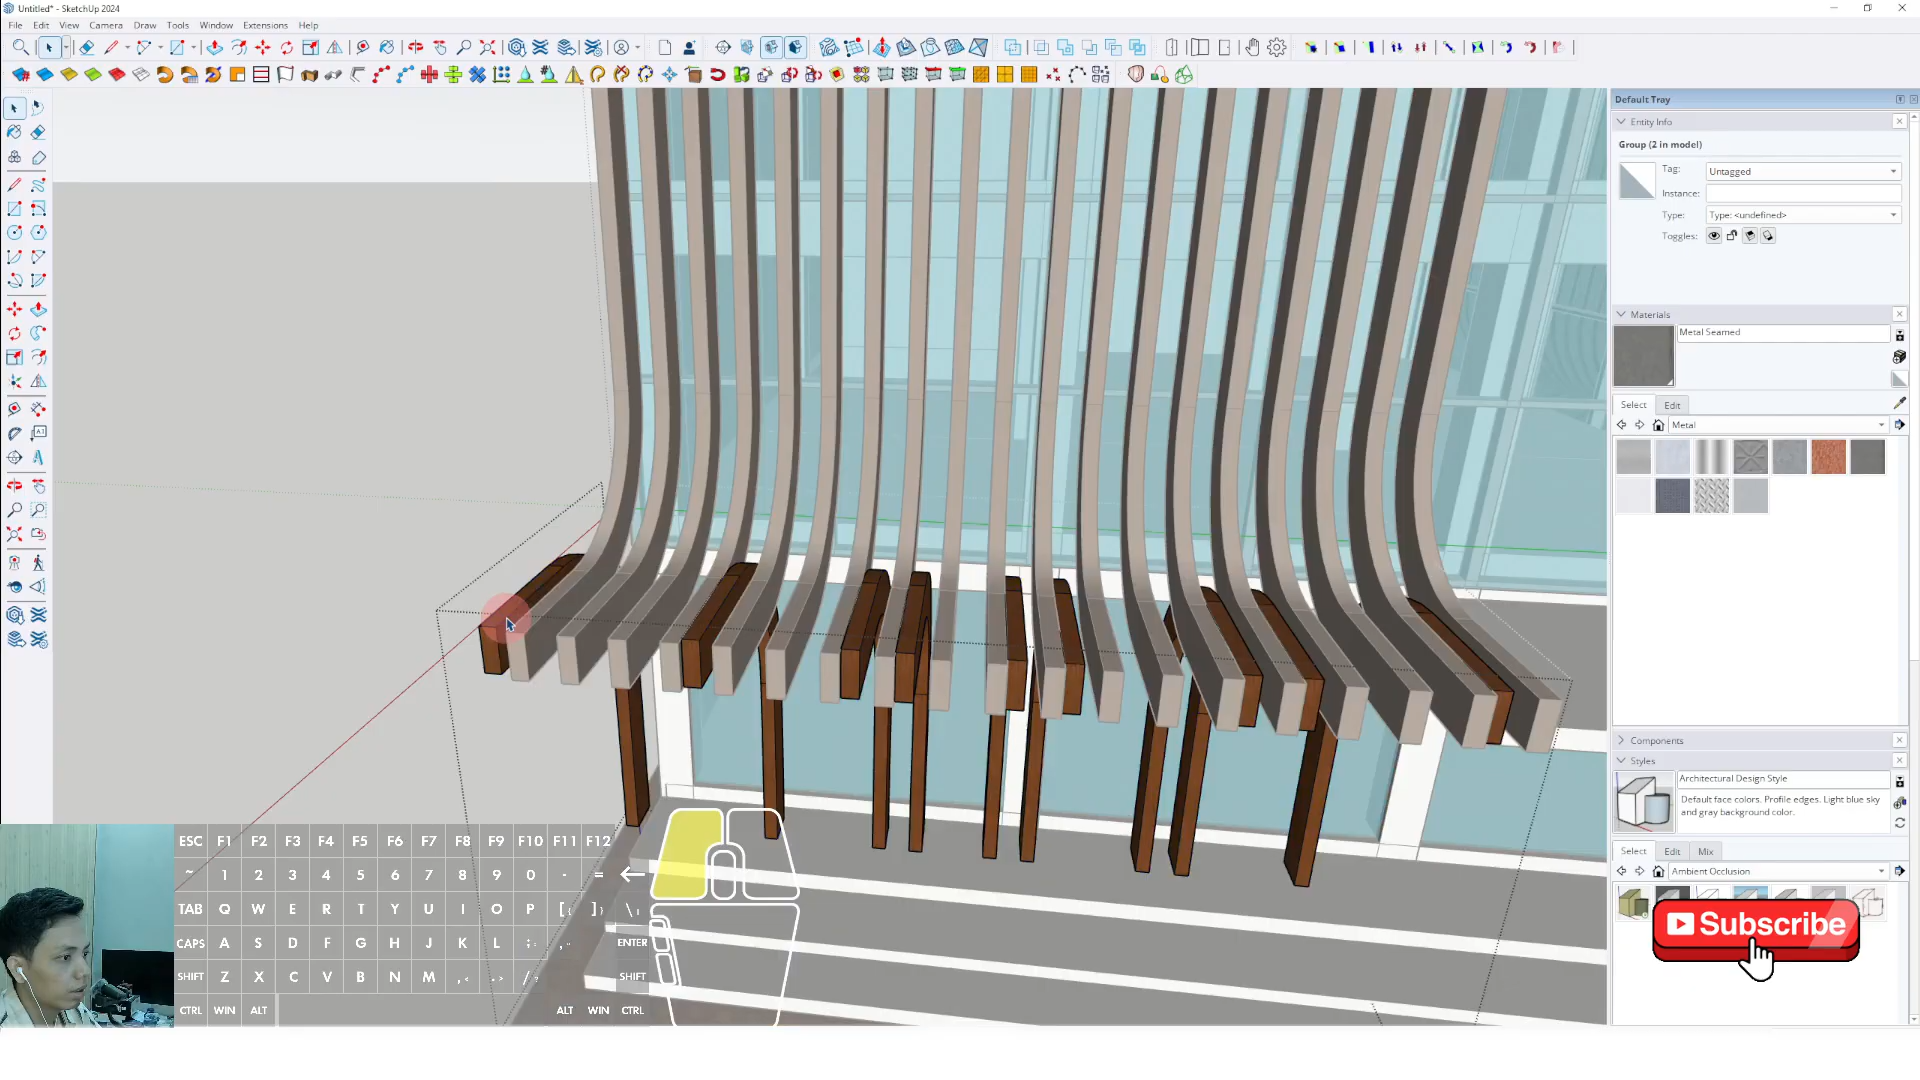 Untitled* - SketchUp 2024
File Edit View Camera Draw Tools Window Extensions Help
Default Tray
Entity Info
Group (2 in model)
Tag: Untagged
Instance:
Type: Type: <undefined>
Toggles:
Materials
Metal Seamed
Select Edit
Metal
Components
Styles
Architectural Design Style
Default face colors. Profile edges. Light blue sky
and gray background color.
Select Edit Mix
Ambient Occlusion
Subscribe
ESC F1 F2 F3 F4 F5 F6 F7 F8 F9 F10 F11 F12
~ 1 2 3 4 5 6 7 8 9 0 - =
TAB Q W E R T Y U I O P [{ ]} \|
CAPS A S D F G H J K L ;: ,. ENTER
SHIFT Z X C V B N M ,< .> /? SHIFT
CTRL WIN ALT ALT WIN CTRL